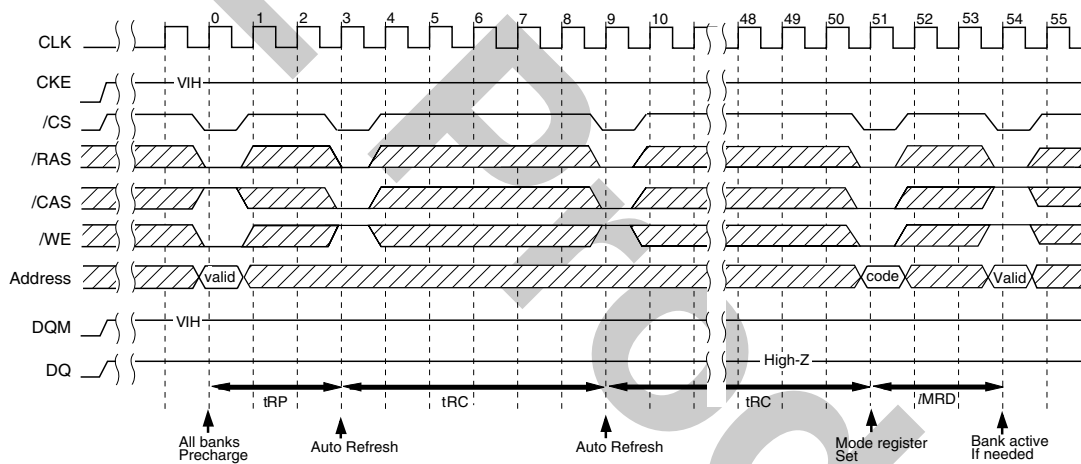 0 1 2 3 4 5 6 7 8 9 10 48 49 50 51 52 53 54 55
CLK
CKE VIH
/CS
/RAS
/CAS
/WE
Address valid code Valid
DQM VIH
DQ High-Z
tRP tRC tRC lMRD
All banks
Precharge
Auto Refresh
Auto Refresh
Mode register
Set
Bank active
If needed